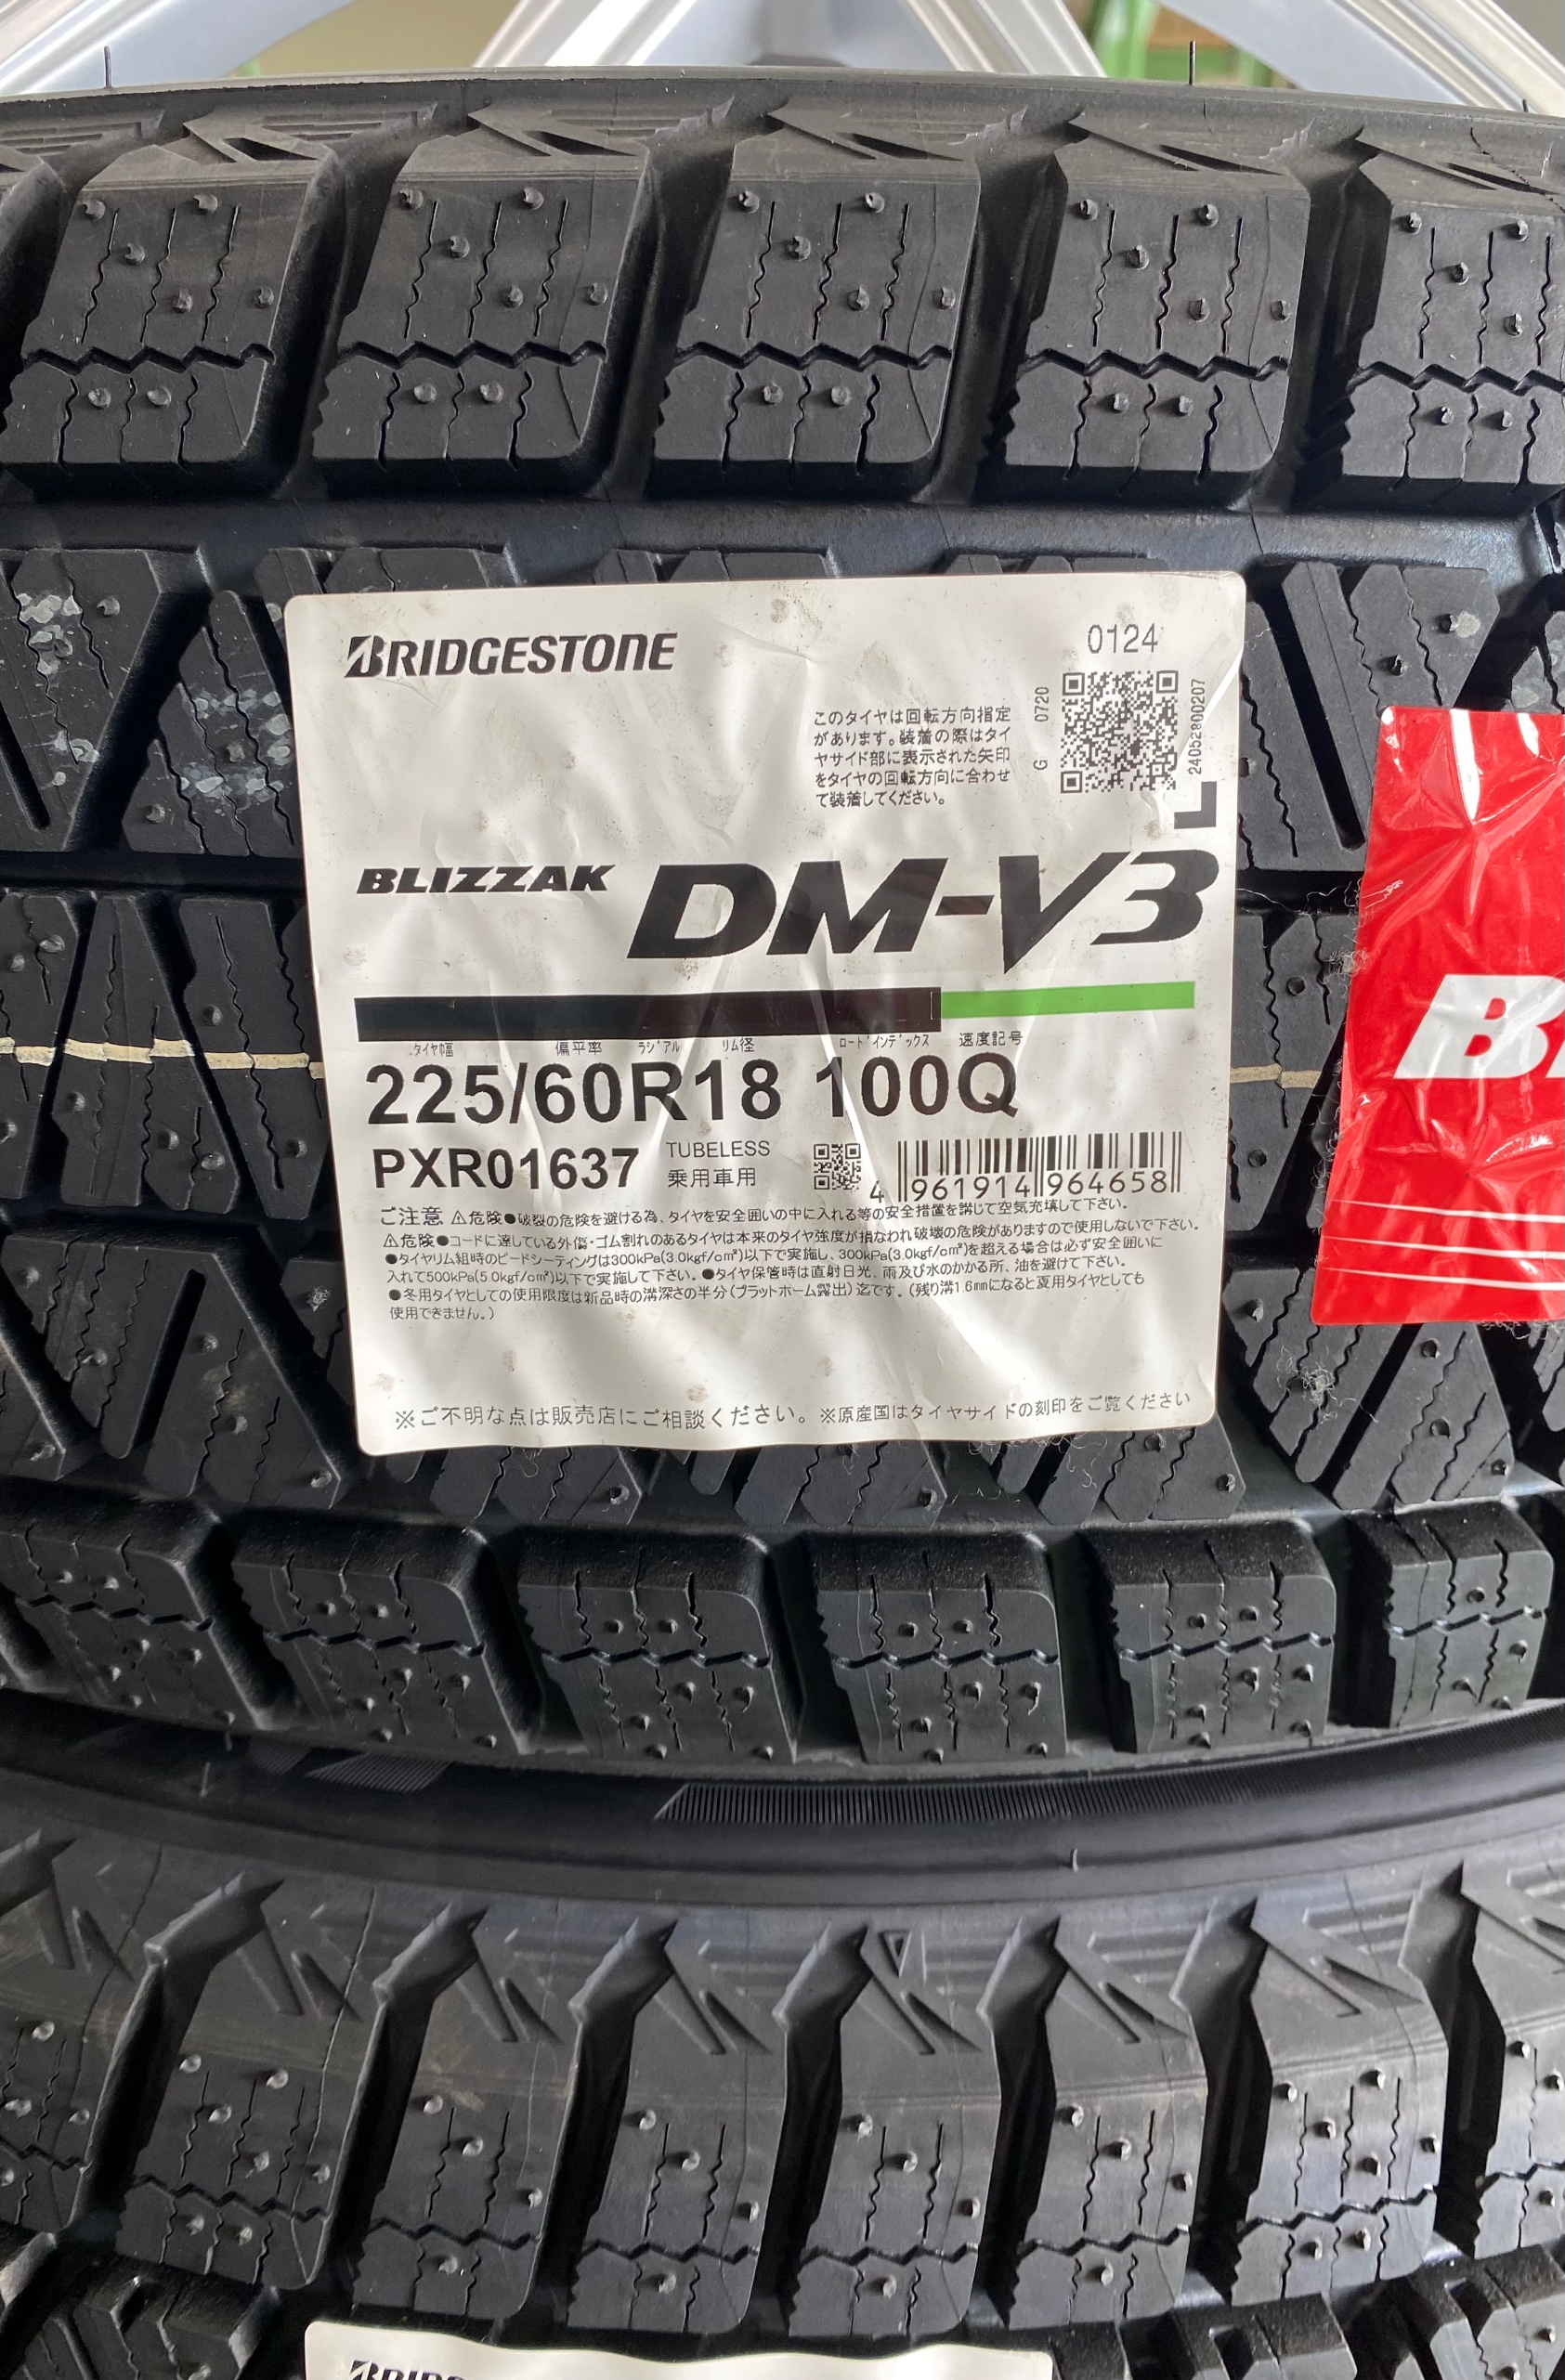 BRIDGESTONE
0124
このタイヤは回転方向指定
があります。装着の際はタイ
ヤサイド部に表示された矢印
をタイヤの回転方向に合わせ
て装着してください。
G 0720
24052800207
L
BLIZZAK DM-V3
タイヤ幅 偏平率 ラジアル リム径 ロードインデックス 速度記号
225/60R18 100Q
PXR01637
TUBELESS
乗用車用
4 961914 964658
ご注意 ⚠危険●破裂の危険を避ける為、タイヤを安全囲いの中に入れる等の安全措置を講じて空気充填して下さい。
⚠危険●コードに達している外傷・ゴム割れのあるタイヤは本来のタイヤ強度が損なわれ破壊の危険がありますので使用しないで下さい。
●タイヤリム組時のビードシーティングは300kPa(3.0kgf/cm²)以下で実施し、300kPa(3.0kgf/cm²)を超える場合は必ず安全囲いに
入れて500kPa(5.0kgf/cm²)以下で実施して下さい。●タイヤ保管時は直射日光、雨及び水のかかる所、油を避けて下さい。
●冬用タイヤとしての使用限度は新品時の溝深さの半分(プラットホーム露出)迄です。(残り溝1.6mmになると夏用タイヤとしても
使用できません。)
※ご不明な点は販売店にご相談ください。※原産国はタイヤサイドの刻印をご覧ください